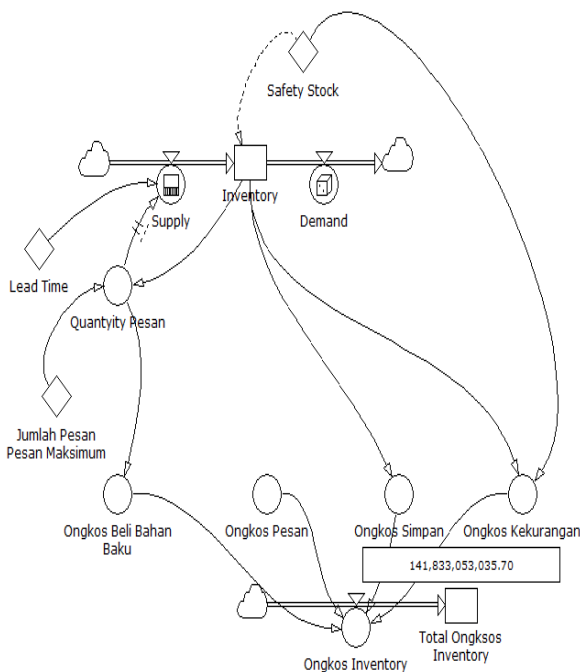 Safety Stock
Inventory
Supply
Demand
Lead Time
Quantyity Pesan
Jumlah Pesan
Pesan Maksimum
Ongkos Beli Bahan
Baku
Ongkos Pesan
Ongkos Simpan
Ongkos Kekurangan
141,833,053,035.70
Total Ongksos
Inventory
Ongkos Inventory